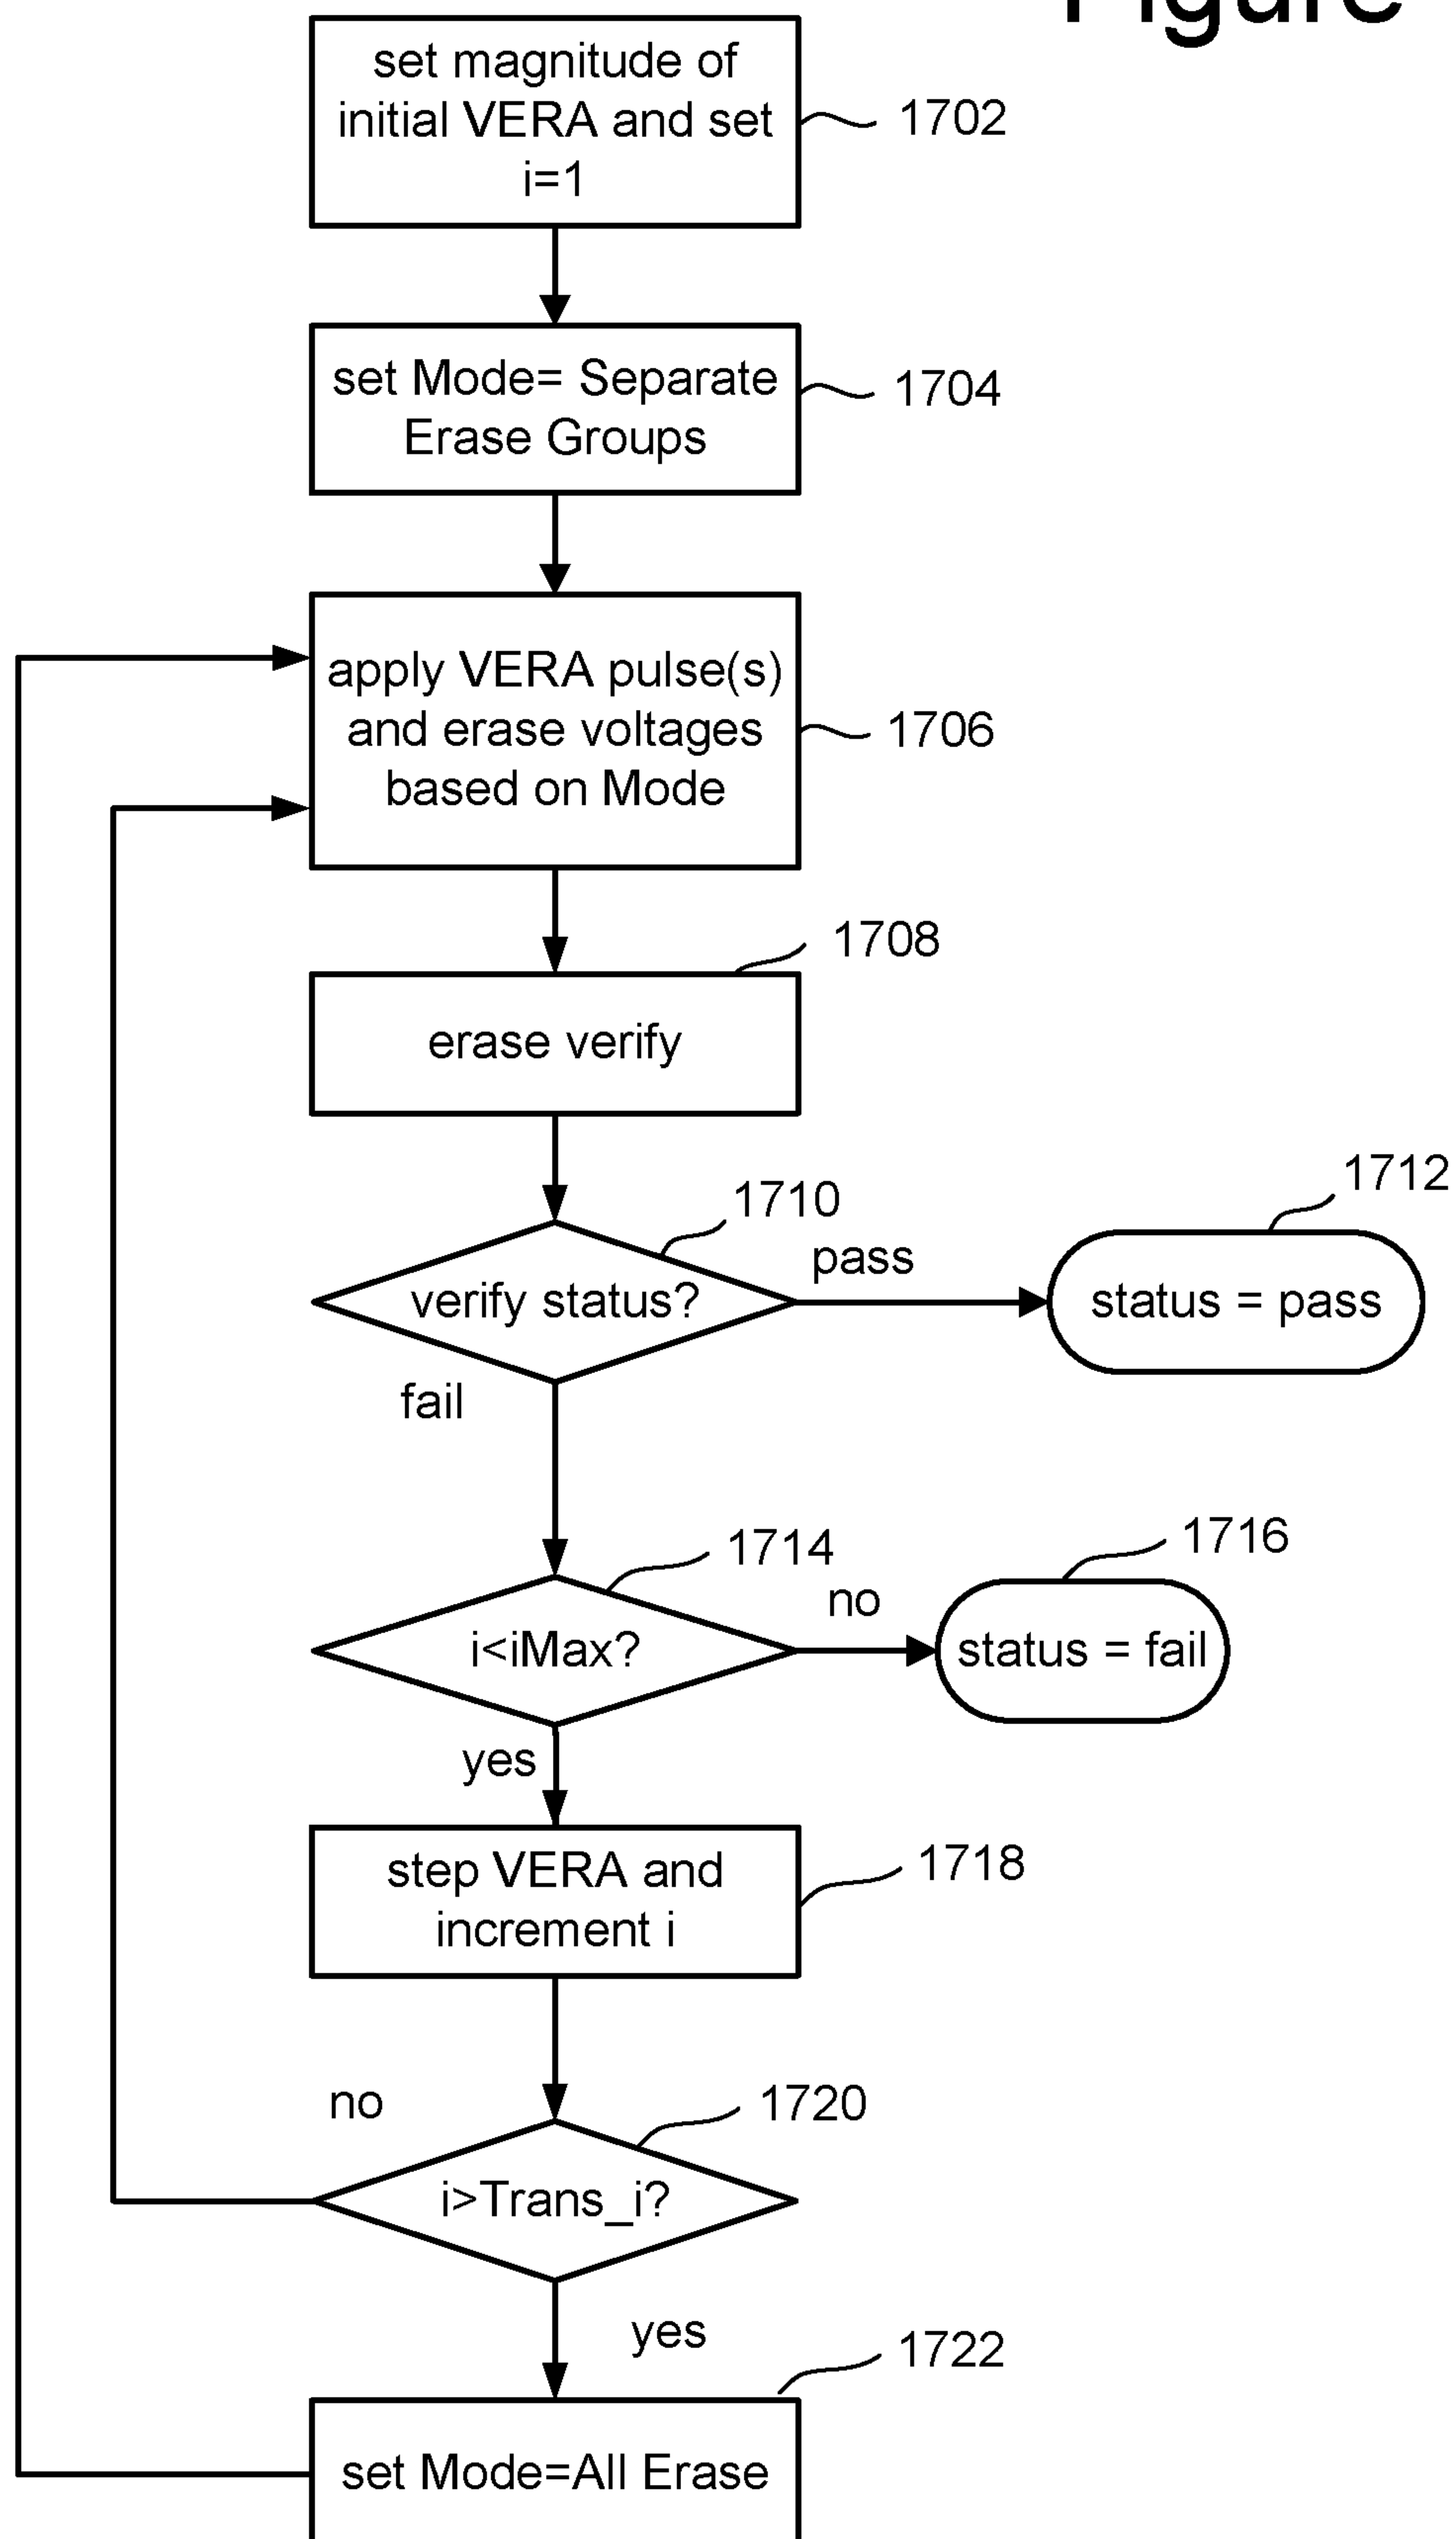 Figure
set magnitude of
initial VERA and set
i=1
1702
set Mode= Separate
Erase Groups
1704
apply VERA pulse(s)
and erase voltages
based on Mode
1706
1708
erase verify
1710
verify status?
pass
1712
status = pass
fail
1714
i<iMax?
no
1716
status = fail
yes
step VERA and
increment i
1718
no
1720
i>Trans_i?
yes
1722
set Mode=All Erase